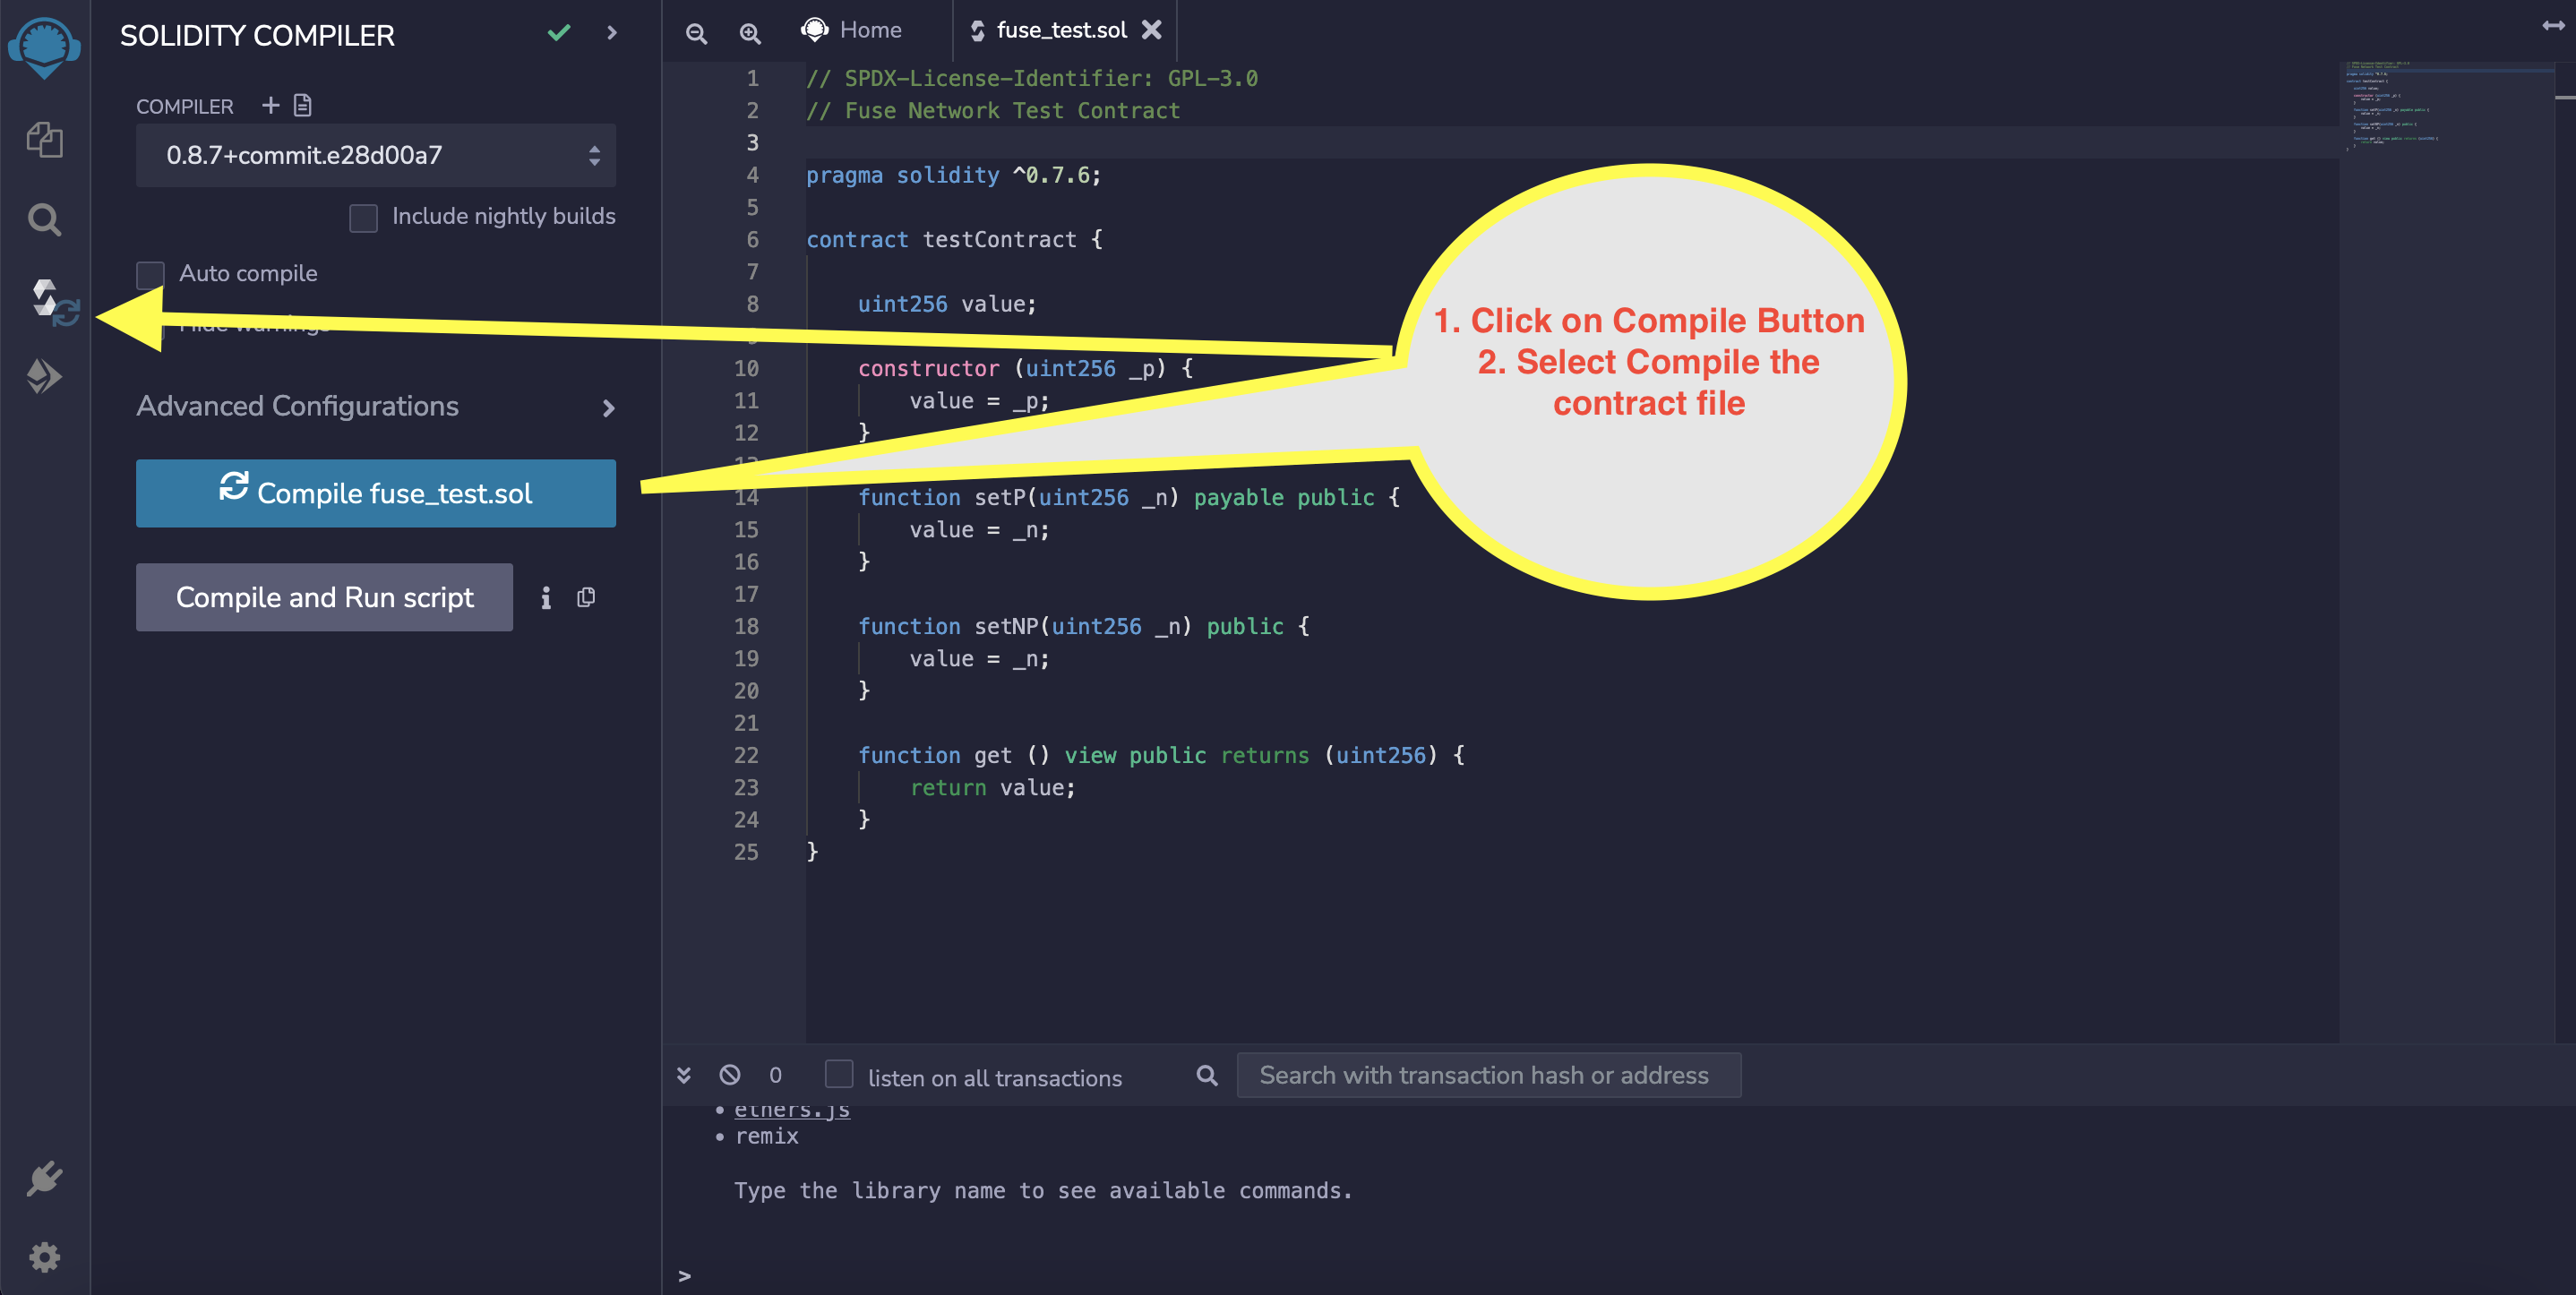 SOLIDITY COMPILER
COMPILER
0.8.7+commit.e28d00a7
Include nightly builds
Auto compile
Hide warnings
Advanced Configurations
Compile fuse_test.sol
Compile and Run script
Home
fuse_test.sol
1 // SPDX-License-Identifier: GPL-3.0
2 // Fuse Network Test Contract
3
4 pragma solidity ^0.7.6;
5
6 contract testContract {
7
8 uint256 value;
9
10 constructor (uint256 _p) {
11 value = _p;
12 }
13
14 function setP(uint256 _n) payable public {
15 value = _n;
16 }
17
18 function setNP(uint256 _n) public {
19 value = _n;
20 }
21
22 function get () view public returns (uint256) {
23 return value;
24 }
25 }
1. Click on Compile Button
2. Select Compile the
contract file
0
listen on all transactions
Search with transaction hash or address
• ethers.js
• remix
Type the library name to see available commands.
>